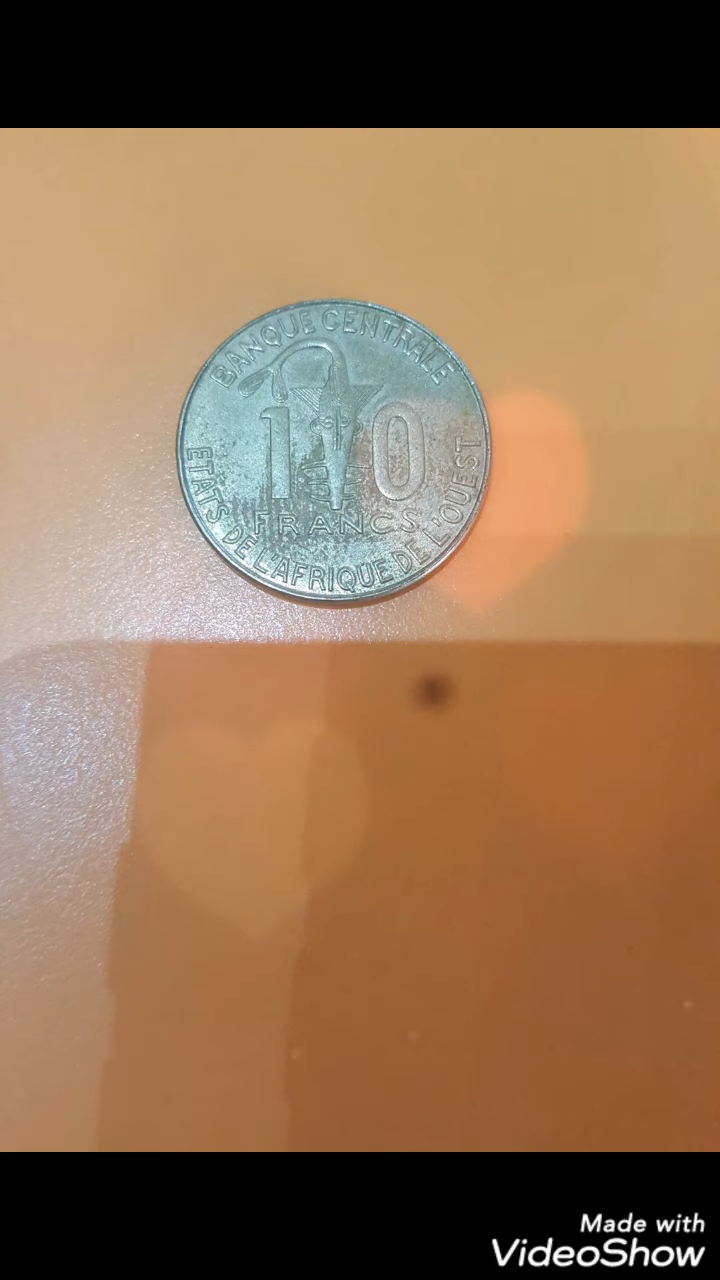 BANQUE CENTRALE
10
FRANCS
ETATS DE L'AFRIQUE DE L'OUEST
Made with
VideoShow